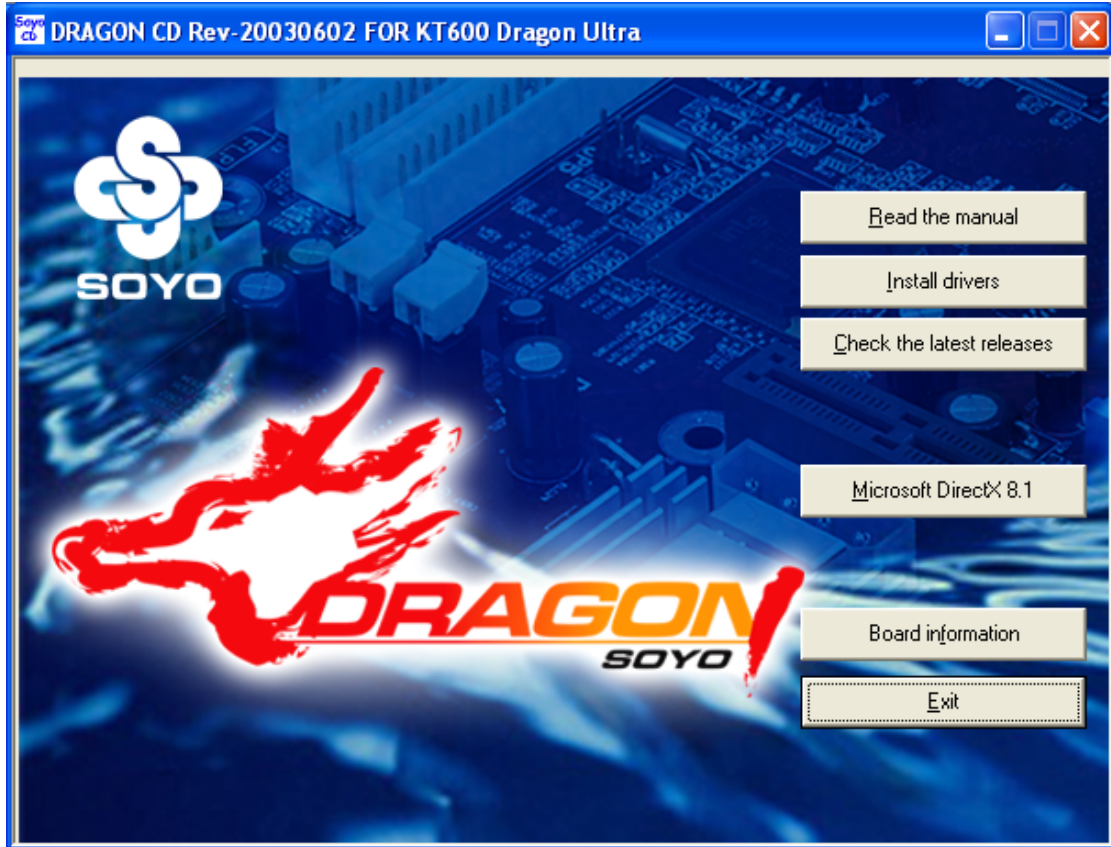 Soyo
CD
DRAGON CD Rev-20030602 FOR KT600 Dragon Ultra
SOYO
Read the manual
Install drivers
Check the latest releases
Microsoft DirectX 8.1
DRAGON
SOYO
Board information
Exit
JP6